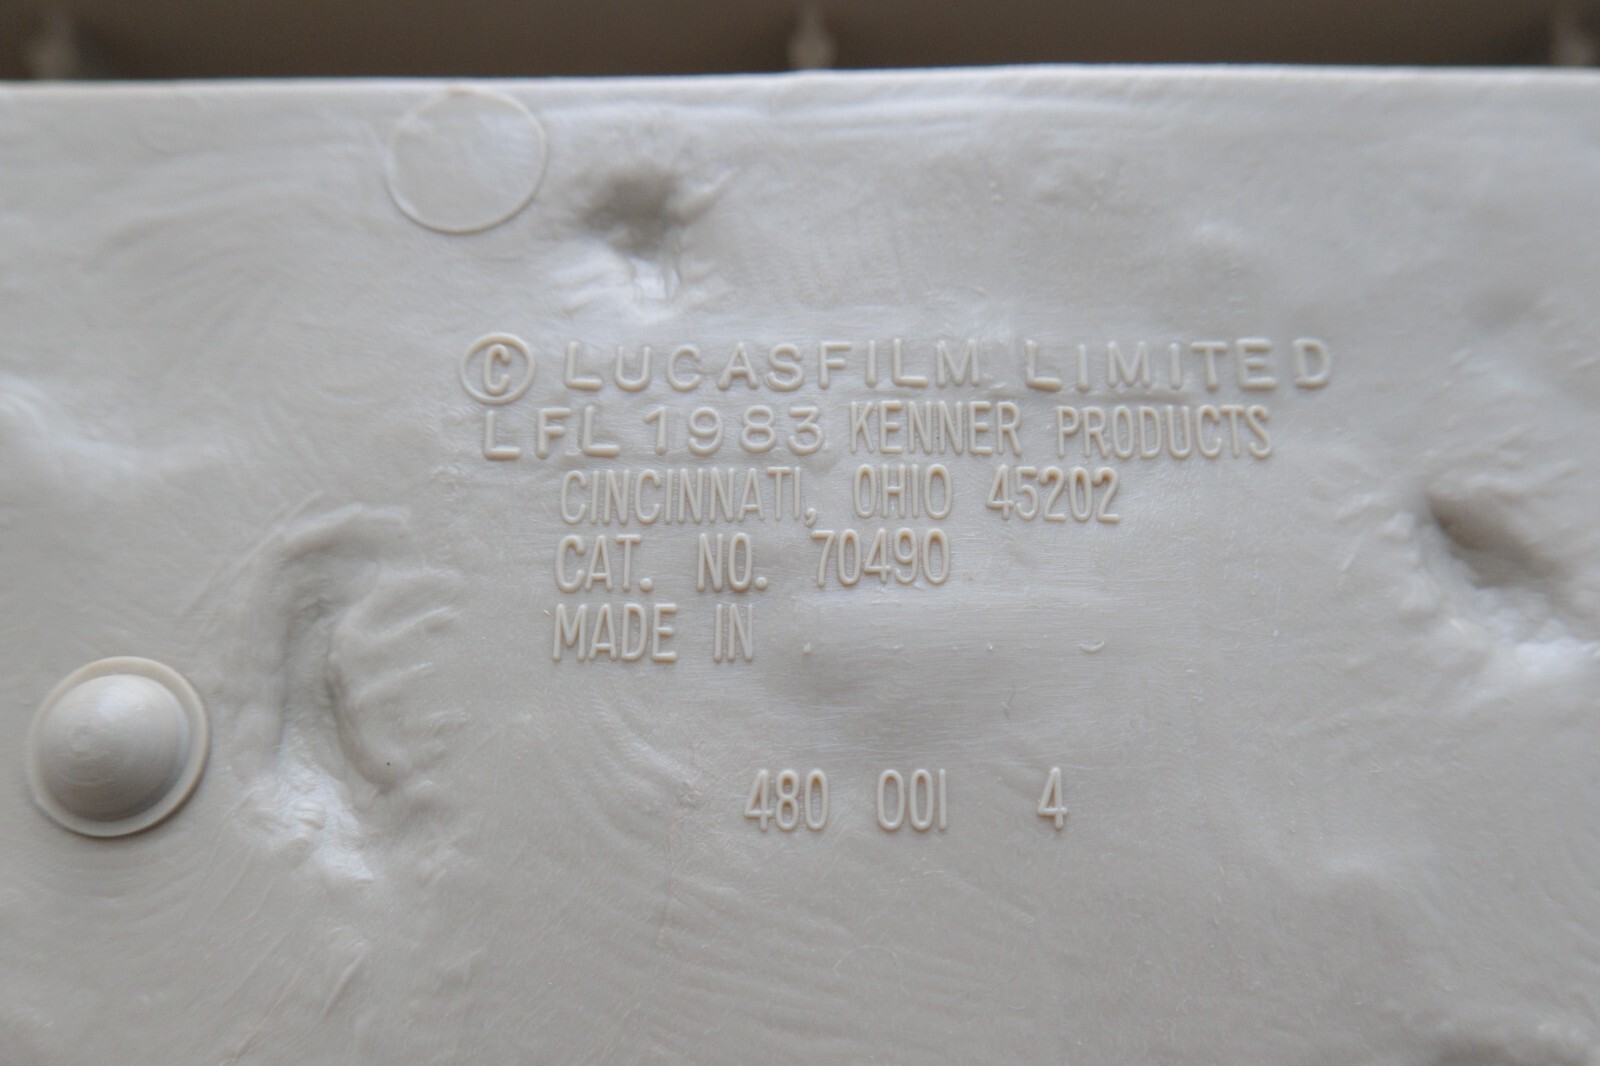 © LUCASFILM LIMITED
LFL 1983 KENNER PRODUCTS
CINCINNATI, OHIO 45202
CAT. NO. 70490
MADE IN
480 001 4